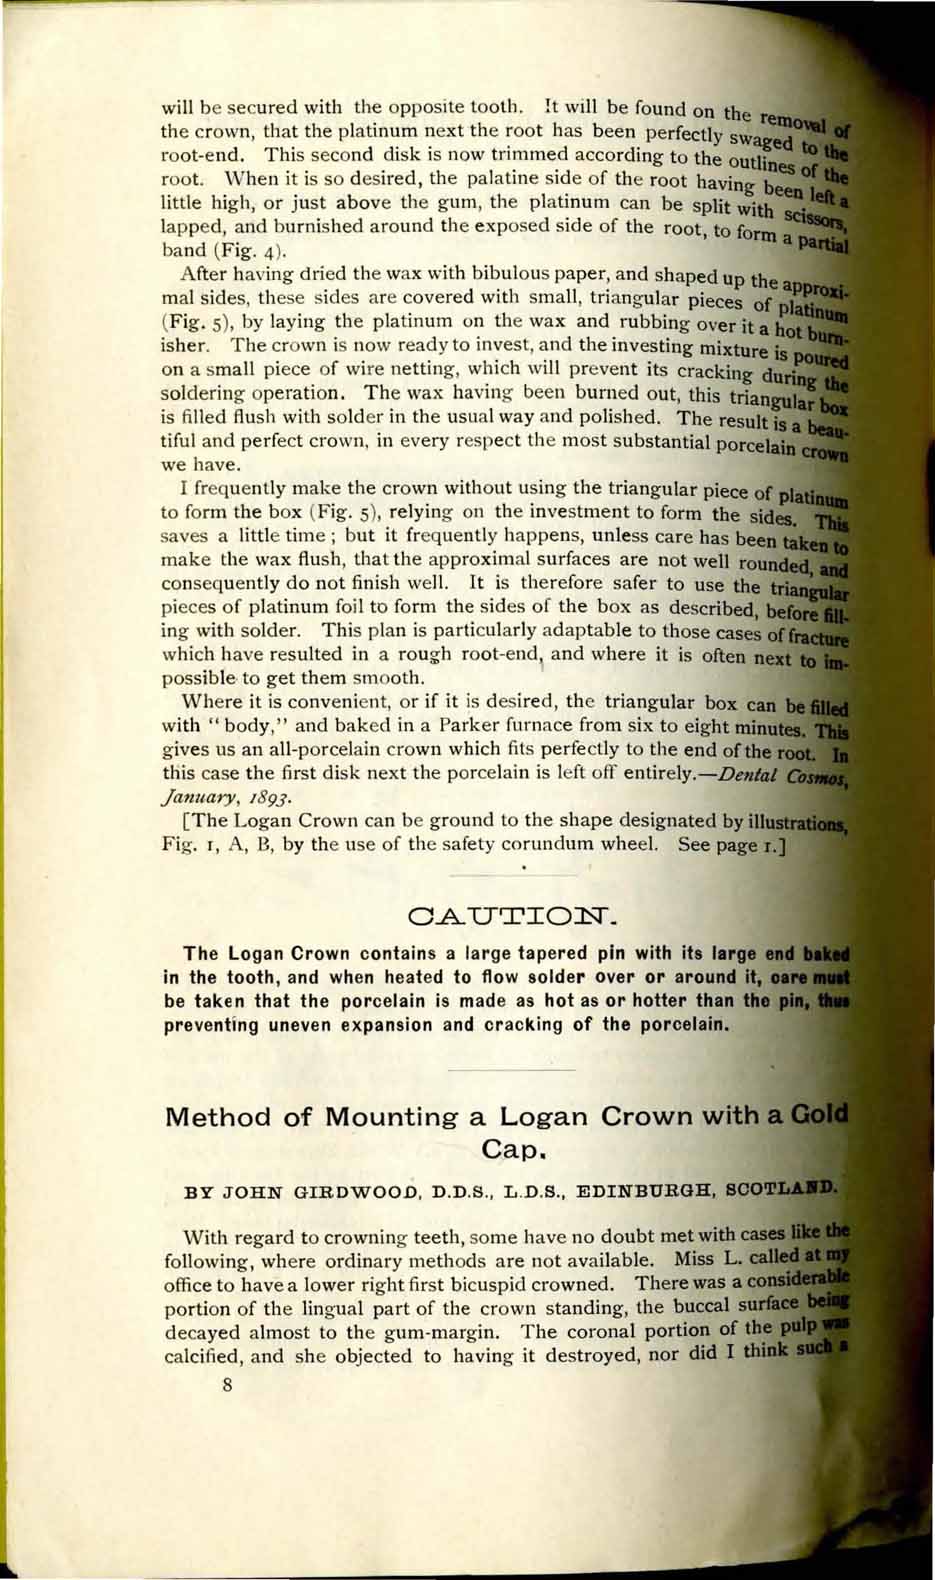 will be secured with the opposite tooth. It will be found on the removal of
the crown, that the platinum next the root has been perfectly swaged to the
root-end. This second disk is now trimmed according to the outlines of the
root. When it is so desired, the palatine side of the root having been left a
little high, or just above the gum, the platinum can be split with scissors,
lapped, and burnished around the exposed side of the root, to form a partial
band (Fig. 4).
After having dried the wax with bibulous paper, and shaped up the approxi-
mal sides, these sides are covered with small, triangular pieces of platinum
(Fig. 5), by laying the platinum on the wax and rubbing over it a hot burn-
isher. The crown is now ready to invest, and the investing mixture is poured
on a small piece of wire netting, which will prevent its cracking during the
soldering operation. The wax having been burned out, this triangular box
is filled flush with solder in the usual way and polished. The result is a beau-
tiful and perfect crown, in every respect the most substantial porcelain crown
we have.
I frequently make the crown without using the triangular piece of platinum
to form the box (Fig. 5), relying on the investment to form the sides. This
saves a little time ; but it frequently happens, unless care has been taken to
make the wax flush, that the approximal surfaces are not well rounded, and
consequently do not finish well. It is therefore safer to use the triangular
pieces of platinum foil to form the sides of the box as described, before fill-
ing with solder. This plan is particularly adaptable to those cases of fracture
which have resulted in a rough root-end, and where it is often next to im-
possible to get them smooth.
Where it is convenient, or if it is desired, the triangular box can be filled
with “ body,” and baked in a Parker furnace from six to eight minutes. This
gives us an all-porcelain crown which fits perfectly to the end of the root. In
this case the first disk next the porcelain is left off entirely.—Dental Cosmos,
January, 1893.
[The Logan Crown can be ground to the shape designated by illustrations,
Fig. 1, A, B, by the use of the safety corundum wheel. See page 1.]
CAUTION.
The Logan Crown contains a large tapered pin with its large end baked
in the tooth, and when heated to flow solder over or around it, care must
be taken that the porcelain is made as hot as or hotter than the pin, thus
preventing uneven expansion and cracking of the porcelain.
Method of Mounting a Logan Crown with a Gold
Cap.
BY JOHN GIRDWOOD, D.D.S., L.D.S., EDINBURGH, SCOTLAND.
With regard to crowning teeth, some have no doubt met with cases like the
following, where ordinary methods are not available. Miss L. called at my
office to have a lower right first bicuspid crowned. There was a considerable
portion of the lingual part of the crown standing, the buccal surface being
decayed almost to the gum-margin. The coronal portion of the pulp was
calcified, and she objected to having it destroyed, nor did I think such a
8